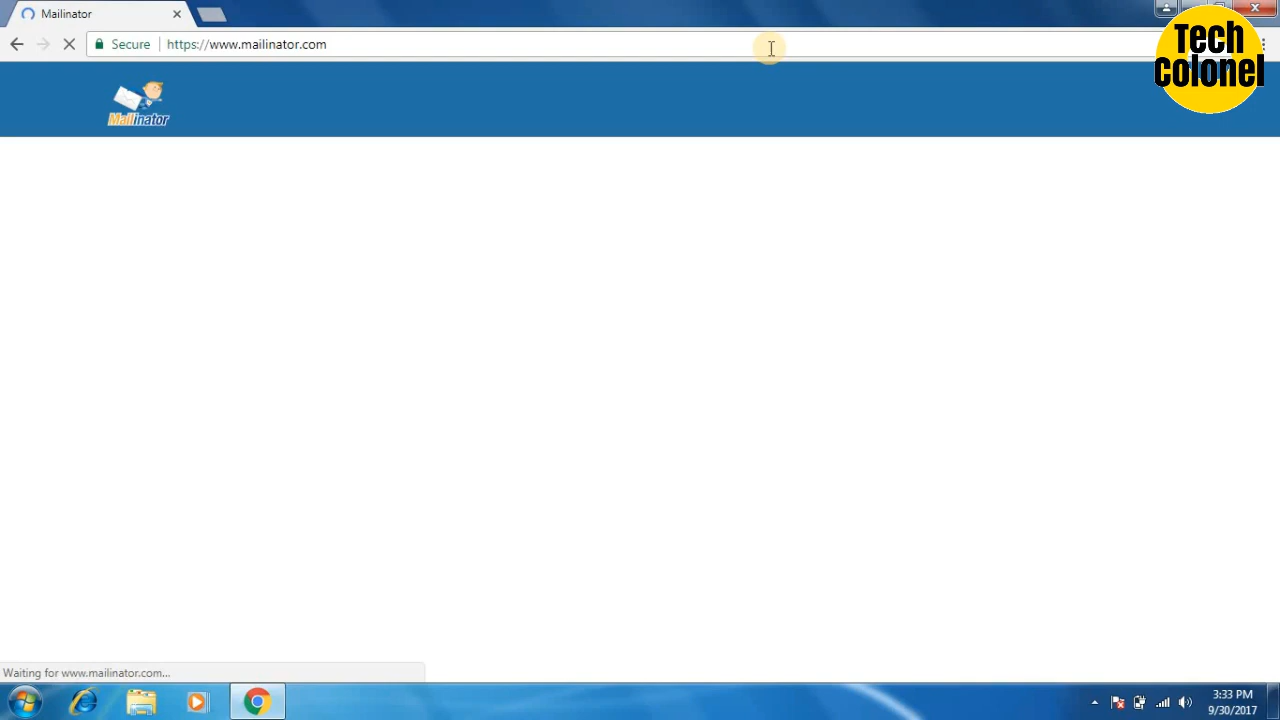 Mailinator
Secure
https://www.mailinator.com
Tech
colonel
Mailinator
Waiting for www.mailinator.com...
3:33 PM
9/30/2017